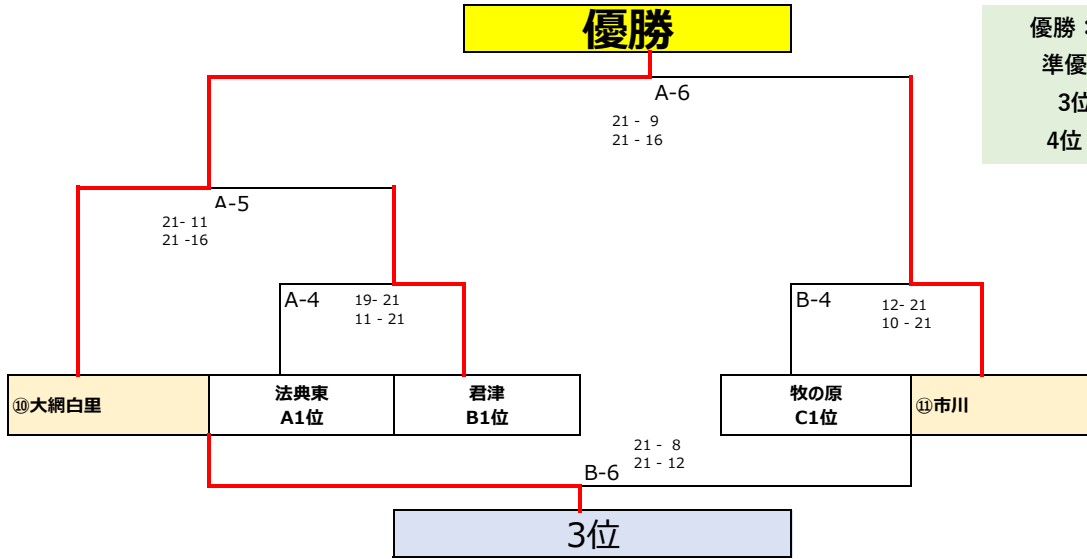 優勝
優勝：
準優
3位
4位
A-6
21 - 9
21 - 16
A-5
21- 11
21 -16
A-4
19- 21
11 - 21
B-4
12- 21
10 - 21
⑩大網白里
法典東
A1位
君津
B1位
牧の原
C1位
⑪市川
21 - 8
21 - 12
B-6
3位